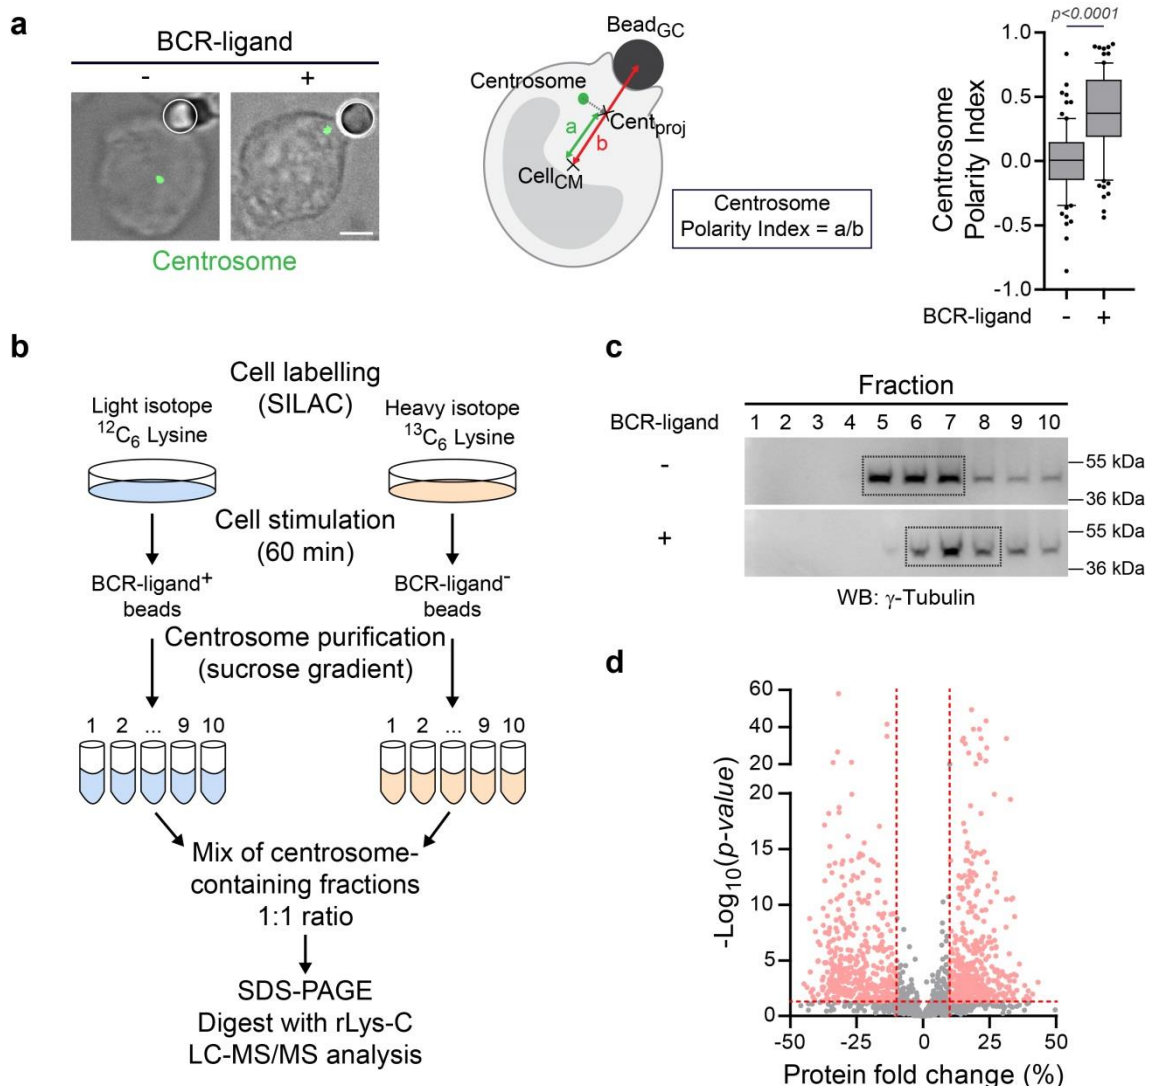 a
BCR-ligand
- +
Centrosome
Bead_GC
Centrosome
Cent_proj
a
b
Cell_CM
Centrosome
Polarity Index = a/b
p<0.0001
Centrosome
Polarity Index
1.0
0.5
0.0
-0.5
-1.0
BCR-ligand - +
b
Cell labelling
(SILAC)
Light isotope
¹²C₆ Lysine
Heavy isotope
¹³C₆ Lysine
Cell stimulation
(60 min)
BCR-ligand⁺
beads
BCR-ligand⁻
beads
Centrosome purification
(sucrose gradient)
1 2 ... 9 10
1 2 ... 9 10
Mix of centrosome-
containing fractions
1:1 ratio
SDS-PAGE
Digest with rLys-C
LC-MS/MS analysis
c
Fraction
BCR-ligand 1 2 3 4 5 6 7 8 9 10
-
55 kDa
36 kDa
+
55 kDa
36 kDa
WB: γ-Tubulin
d
-Log₁₀(p-value)
60
40
20
20
15
10
5
0
-50 -25 0 25 50
Protein fold change (%)